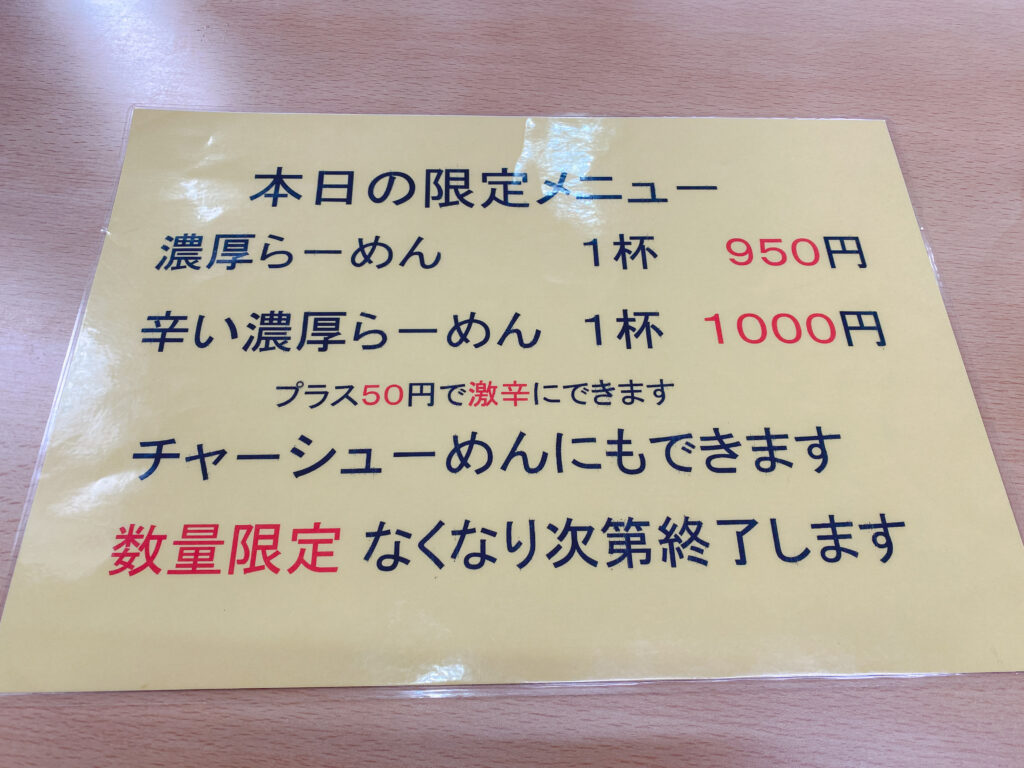 本日の限定メニュー
濃厚らーめん 1杯 950円
辛い濃厚らーめん 1杯 1000円
プラス50円で激辛にできます
チャーシューめんにもできます
数量限定 なくなり次第終了します